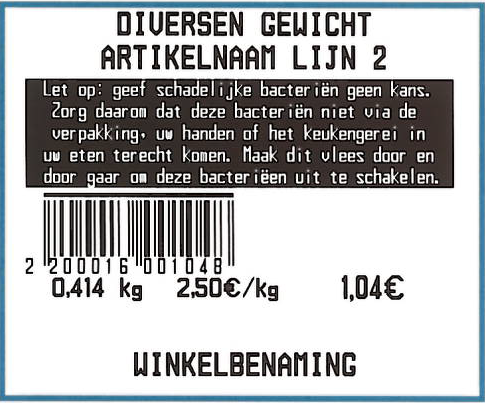 DIVERSEN GEWICHT
ARTIKELNAAM LIJN 2
Let op: geef schadelijke bacteriën geen kans.
Zorg daarom dat deze bacteriën niet via de
verpakking, uw handen of het keukengerei in
uw eten terecht komen. Maak dit vlees door en
door gaar om deze bacterieën uit te schakelen.
2 200016 001048
0,414 kg 2,50€/kg 1,04€
WINKELBENAMING